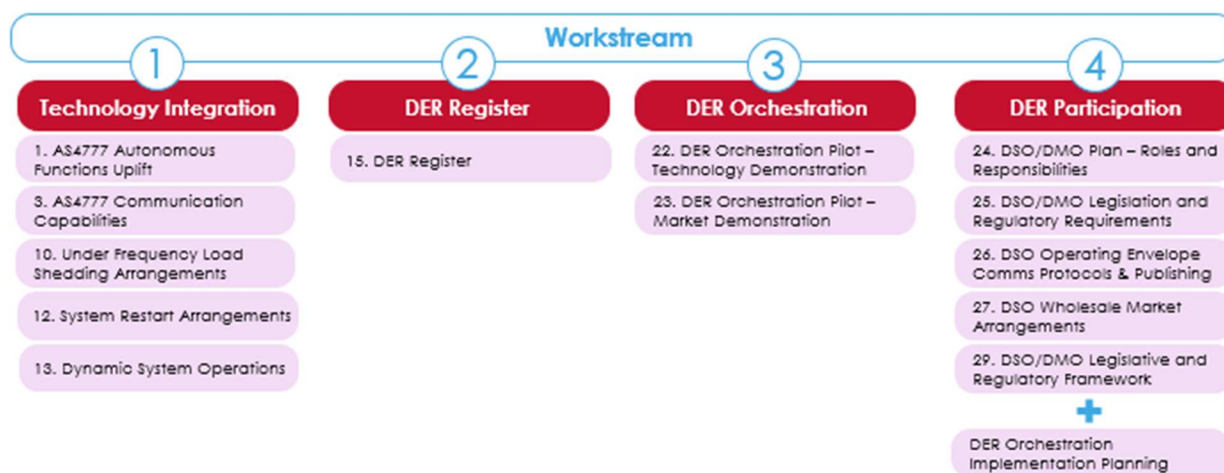 Workstream
1
Technology Integration
1. AS4777 Autonomous
Functions Uplift
3. AS4777 Communication
Capabilities
10. Under Frequency Load
Shedding Arrangements
12. System Restart Arrangements
13. Dynamic System Operations
2
DER Register
15. DER Register
3
DER Orchestration
22. DER Orchestration Pilot –
Technology Demonstration
23. DER Orchestration Pilot –
Market Demonstration
4
DER Participation
24. DSO/DMO Plan – Roles and
Responsibilities
25. DSO/DMO Legislation and
Regulatory Requirements
26. DSO Operating Envelope
Comms Protocols & Publishing
27. DSO Wholesale Market
Arrangements
29. DSO/DMO Legislative and
Regulatory Framework
+
DER Orchestration
Implementation Planning